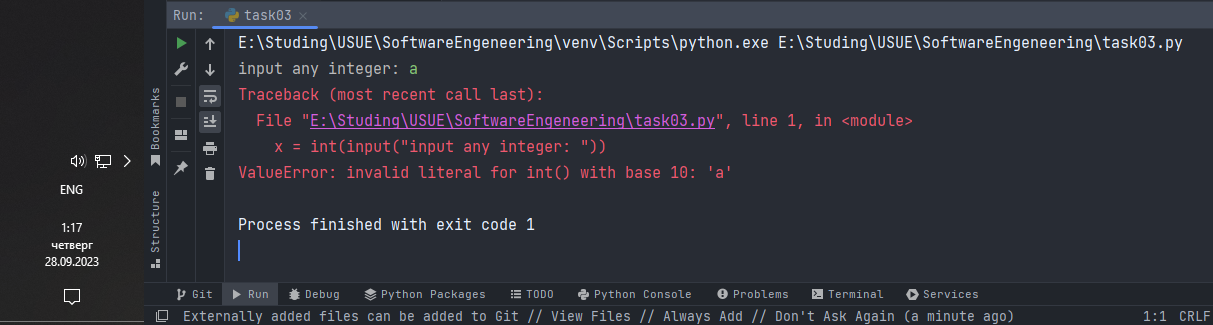 Run:
task03
E:\Studing\USUE\SoftwareEngeneering\venv\Scripts\python.exe E:\Studing\USUE\SoftwareEngeneering\task03.py
input any integer: a
Traceback (most recent call last):
File "E:\Studing\USUE\SoftwareEngeneering\task03.py", line 1, in <module>
x = int(input("input any integer: "))
ValueError: invalid literal for int() with base 10: 'a'
Process finished with exit code 1
Bookmarks
Structure
ENG
1:17
четверг
28.09.2023
Git
Run
Debug
Python Packages
TODO
Python Console
Problems
Terminal
Services
Externally added files can be added to Git // View Files // Always Add // Don't Ask Again (a minute ago)
1:1
CRLF